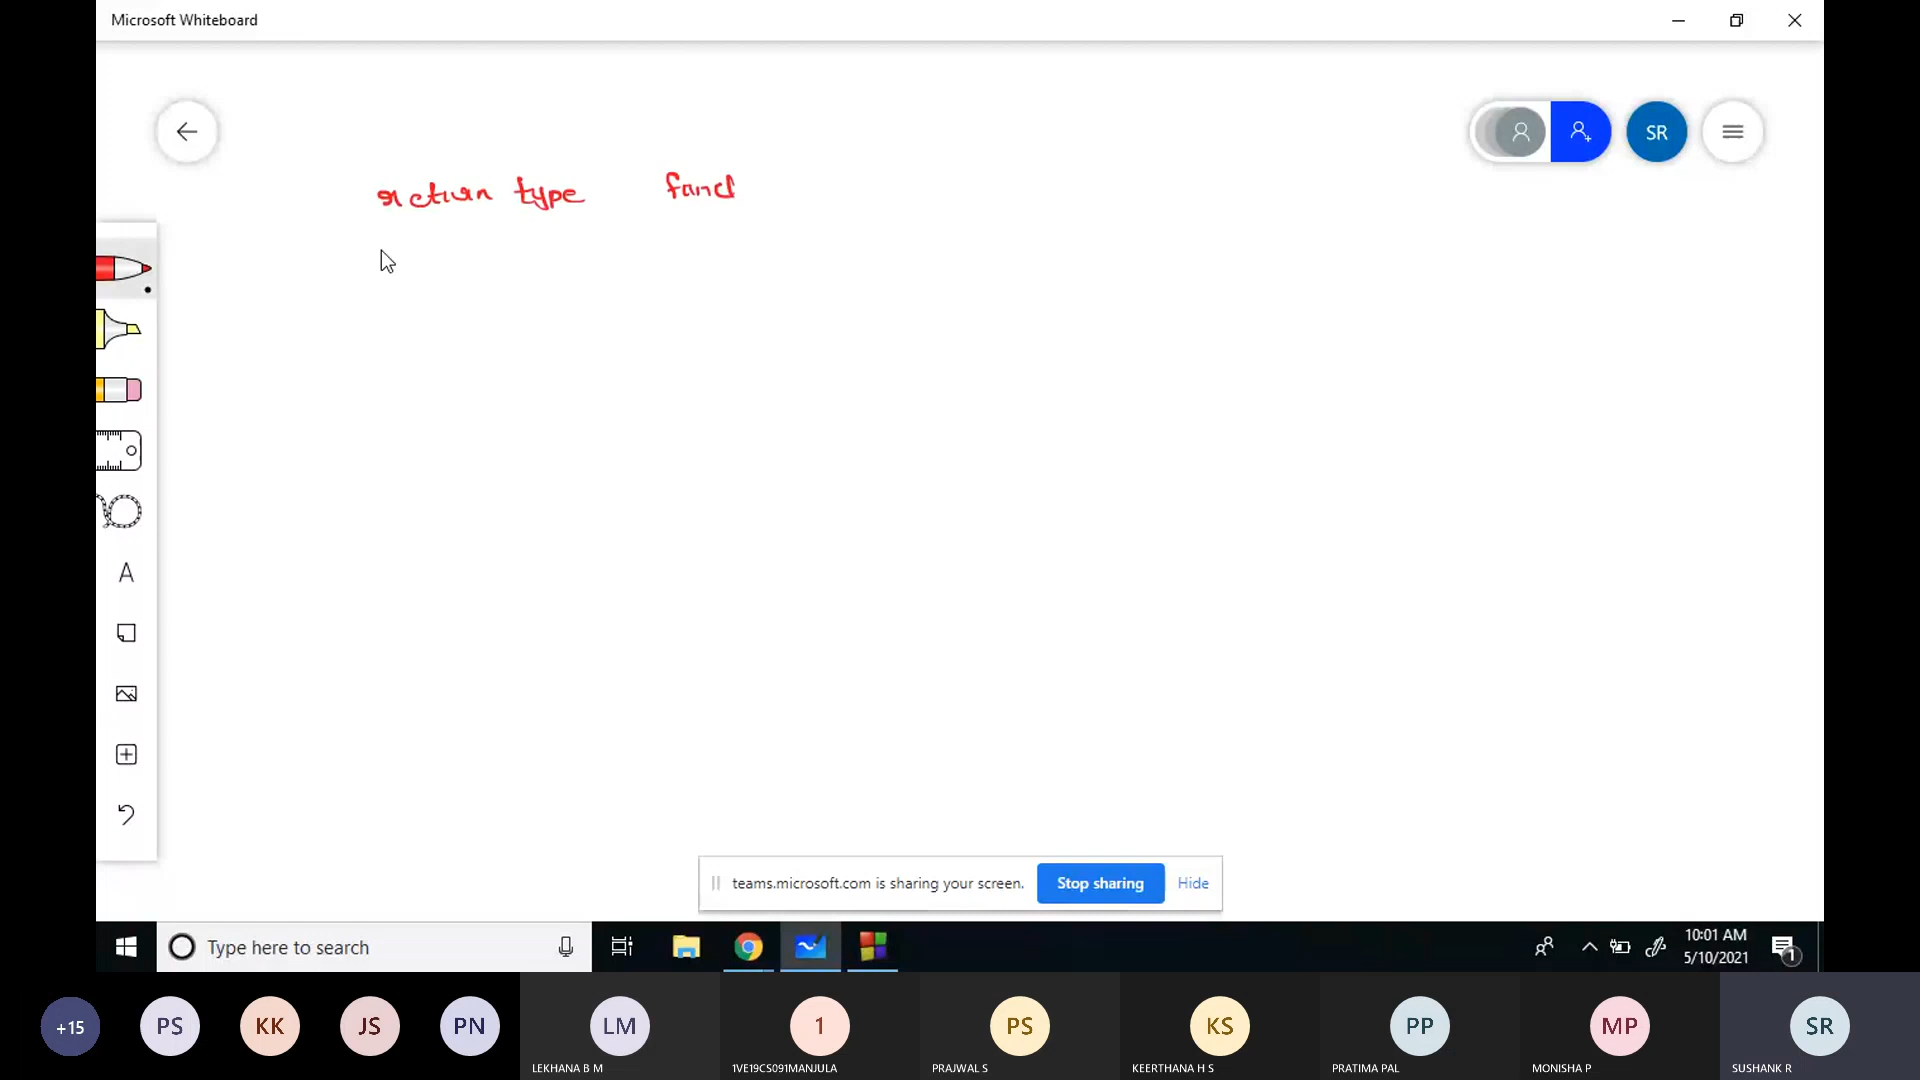 Microsoft Whiteboard
SR
return type
A
teams.microsoft.com is sharing your screen. Stop sharing Hide
Type here to search
10:01 AM
5/10/2021
1
+15 PS KK JS PN LM 1 PS KS PP MP SR
LEKHANA B M 1VE19CS091MANJULA PRAJWAL S KEERTHANA H S PRATIMA PAL MONISHA P SUSHANK R